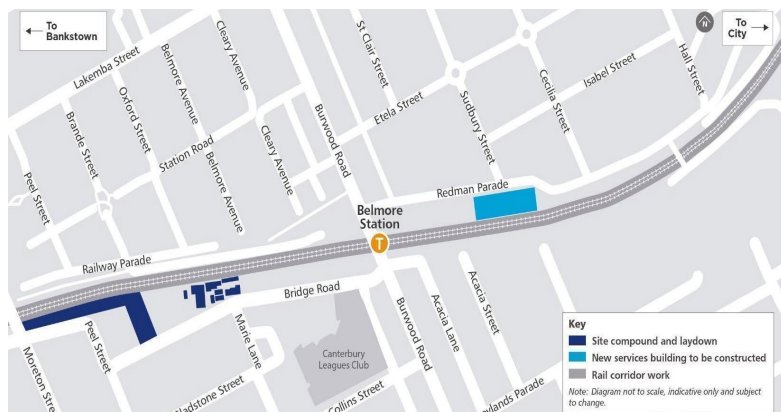 To
Bankstown
To
City
N
Lakemba Street
Cleary Avenue
Belmore Avenue
Oxford Street
Brande Street
Peel Street
Station Road
Belmore Avenue
Cleary Avenue
Burwood Road
St Clair Street
Etela Street
Sudbury Street
Cecilia Street
Isabel Street
Hall Street
Redman Parade
Belmore
Station
T
Railway Parade
Bridge Road
Moreton Street
Peel Street
Marie Lane
Gladstone Street
Canterbury
Leagues Club
Collins Street
Burwood Road
Acacia Lane
Acacia Street
Key
Site compound and laydown
New services building to be constructed
Rail corridor work
Note: Diagram not to scale, indicative only and subject
to change.
Parade